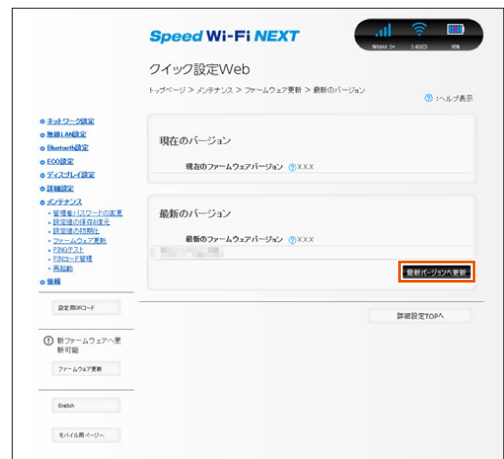 Speed Wi-Fi NEXT
WiMAX 2+
クイック設定Web
トップページ > メンテナンス > ファームウェア更新 > 最新のバージョン
:ヘルプ表示
ネットワーク設定
無線LAN設定
Bluetooth設定
ECO設定
ディスプレイ設定
詳細設定
メンテナンス
管理者パスワードの変更
設定値の保存&復元
設定値の初期化
ファームウェア更新
PINGテスト
PINコード管理
再起動
情報
現在のバージョン
現在のファームウェアバージョン ?XXX
最新のバージョン
最新のファームウェアバージョン ?XXX
最新バージョンへ更新
設定用QRコード
詳細設定TOPへ
新ファームウェアへ更
新可能
ファームウェア更新
English
モバイル用ページへ